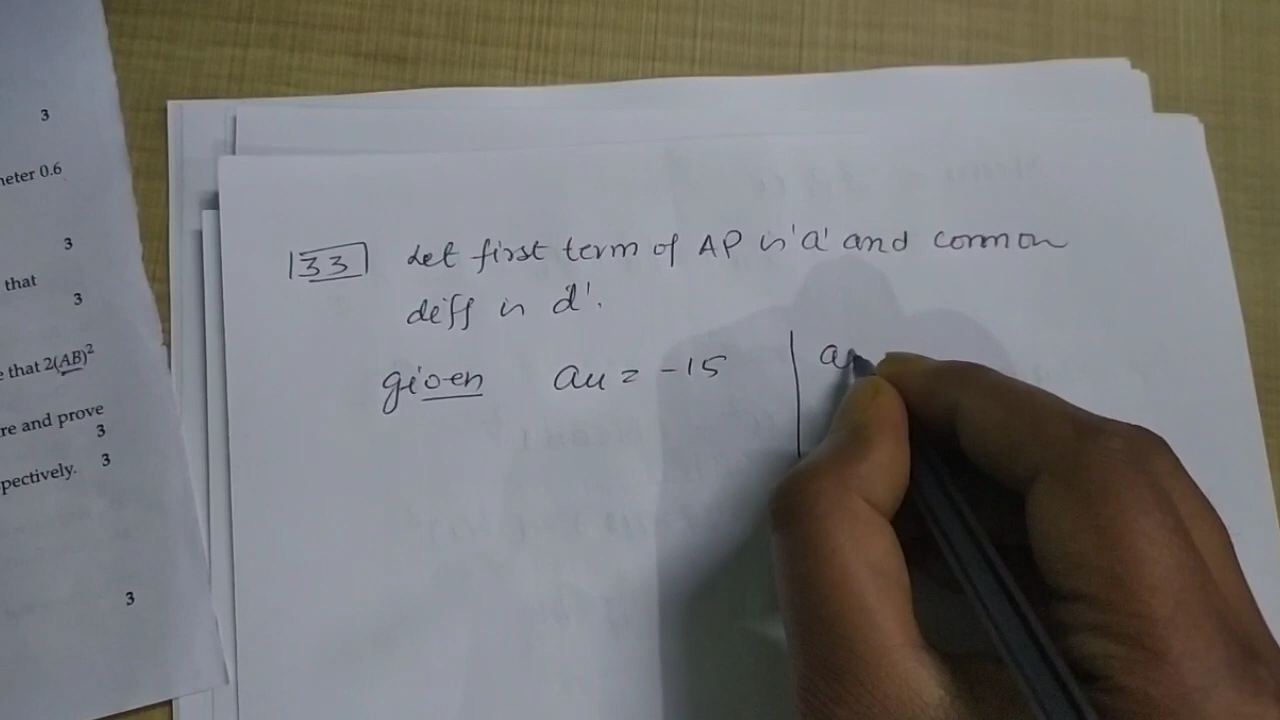 3
neter 0.6
3
that
3
e that 2(AB)²
re and prove
3
pectively. 3
3
33 Let first term of AP is 'a' and common
diff is d'.
given a4 = -15
a